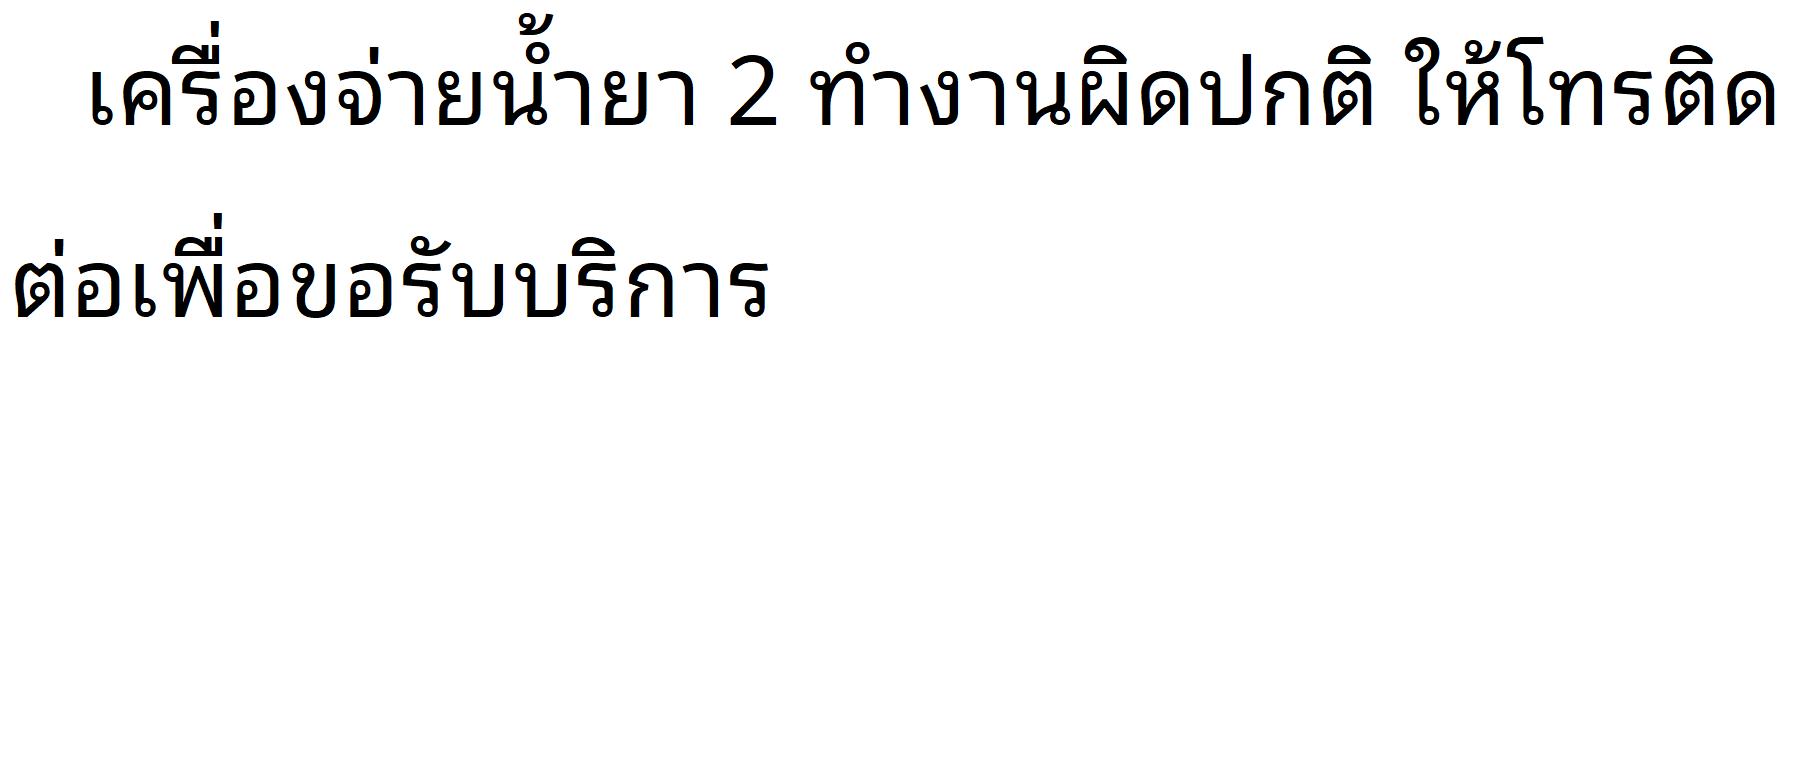 เครื่องจ่ายน้ำยา 2 ทำงานผิดปกติ ให้โทรติด
ต่อเพื่อขอรับบริการ